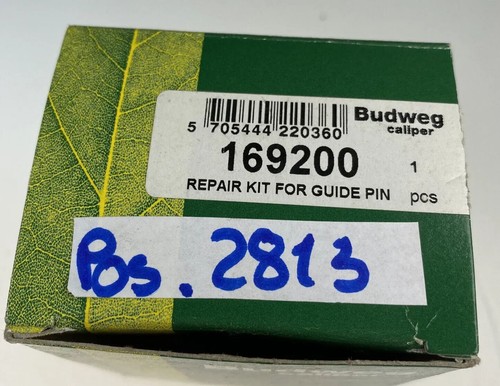 Budweg
caliper
5 705444 220360
169200
1
REPAIR KIT FOR GUIDE PIN
pcs
Pos. 2813